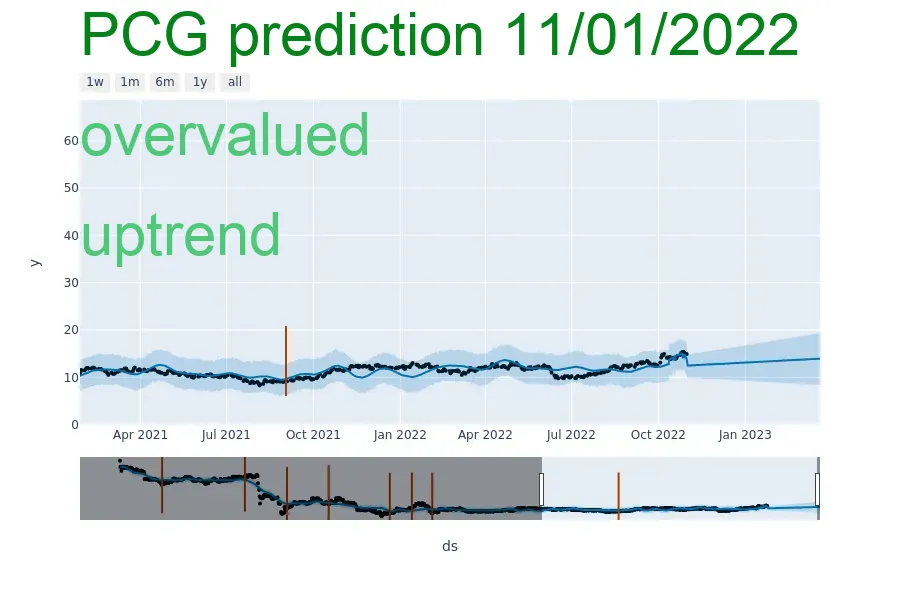 PCG prediction 11/01/2022
1w 1m 6m 1y all
overvalued
uptrend
y
60
50
40
30
20
10
0
Apr 2021 Jul 2021 Oct 2021 Jan 2022 Apr 2022 Jul 2022 Oct 2022 Jan 2023
ds